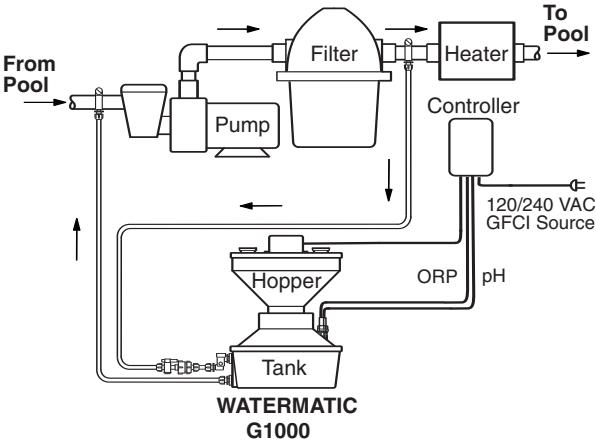 From
Pool
Filter
Heater
To
Pool
Pump
Controller
120/240 VAC
GFCI Source
ORP
pH
Hopper
Tank
WATERMATIC
G1000